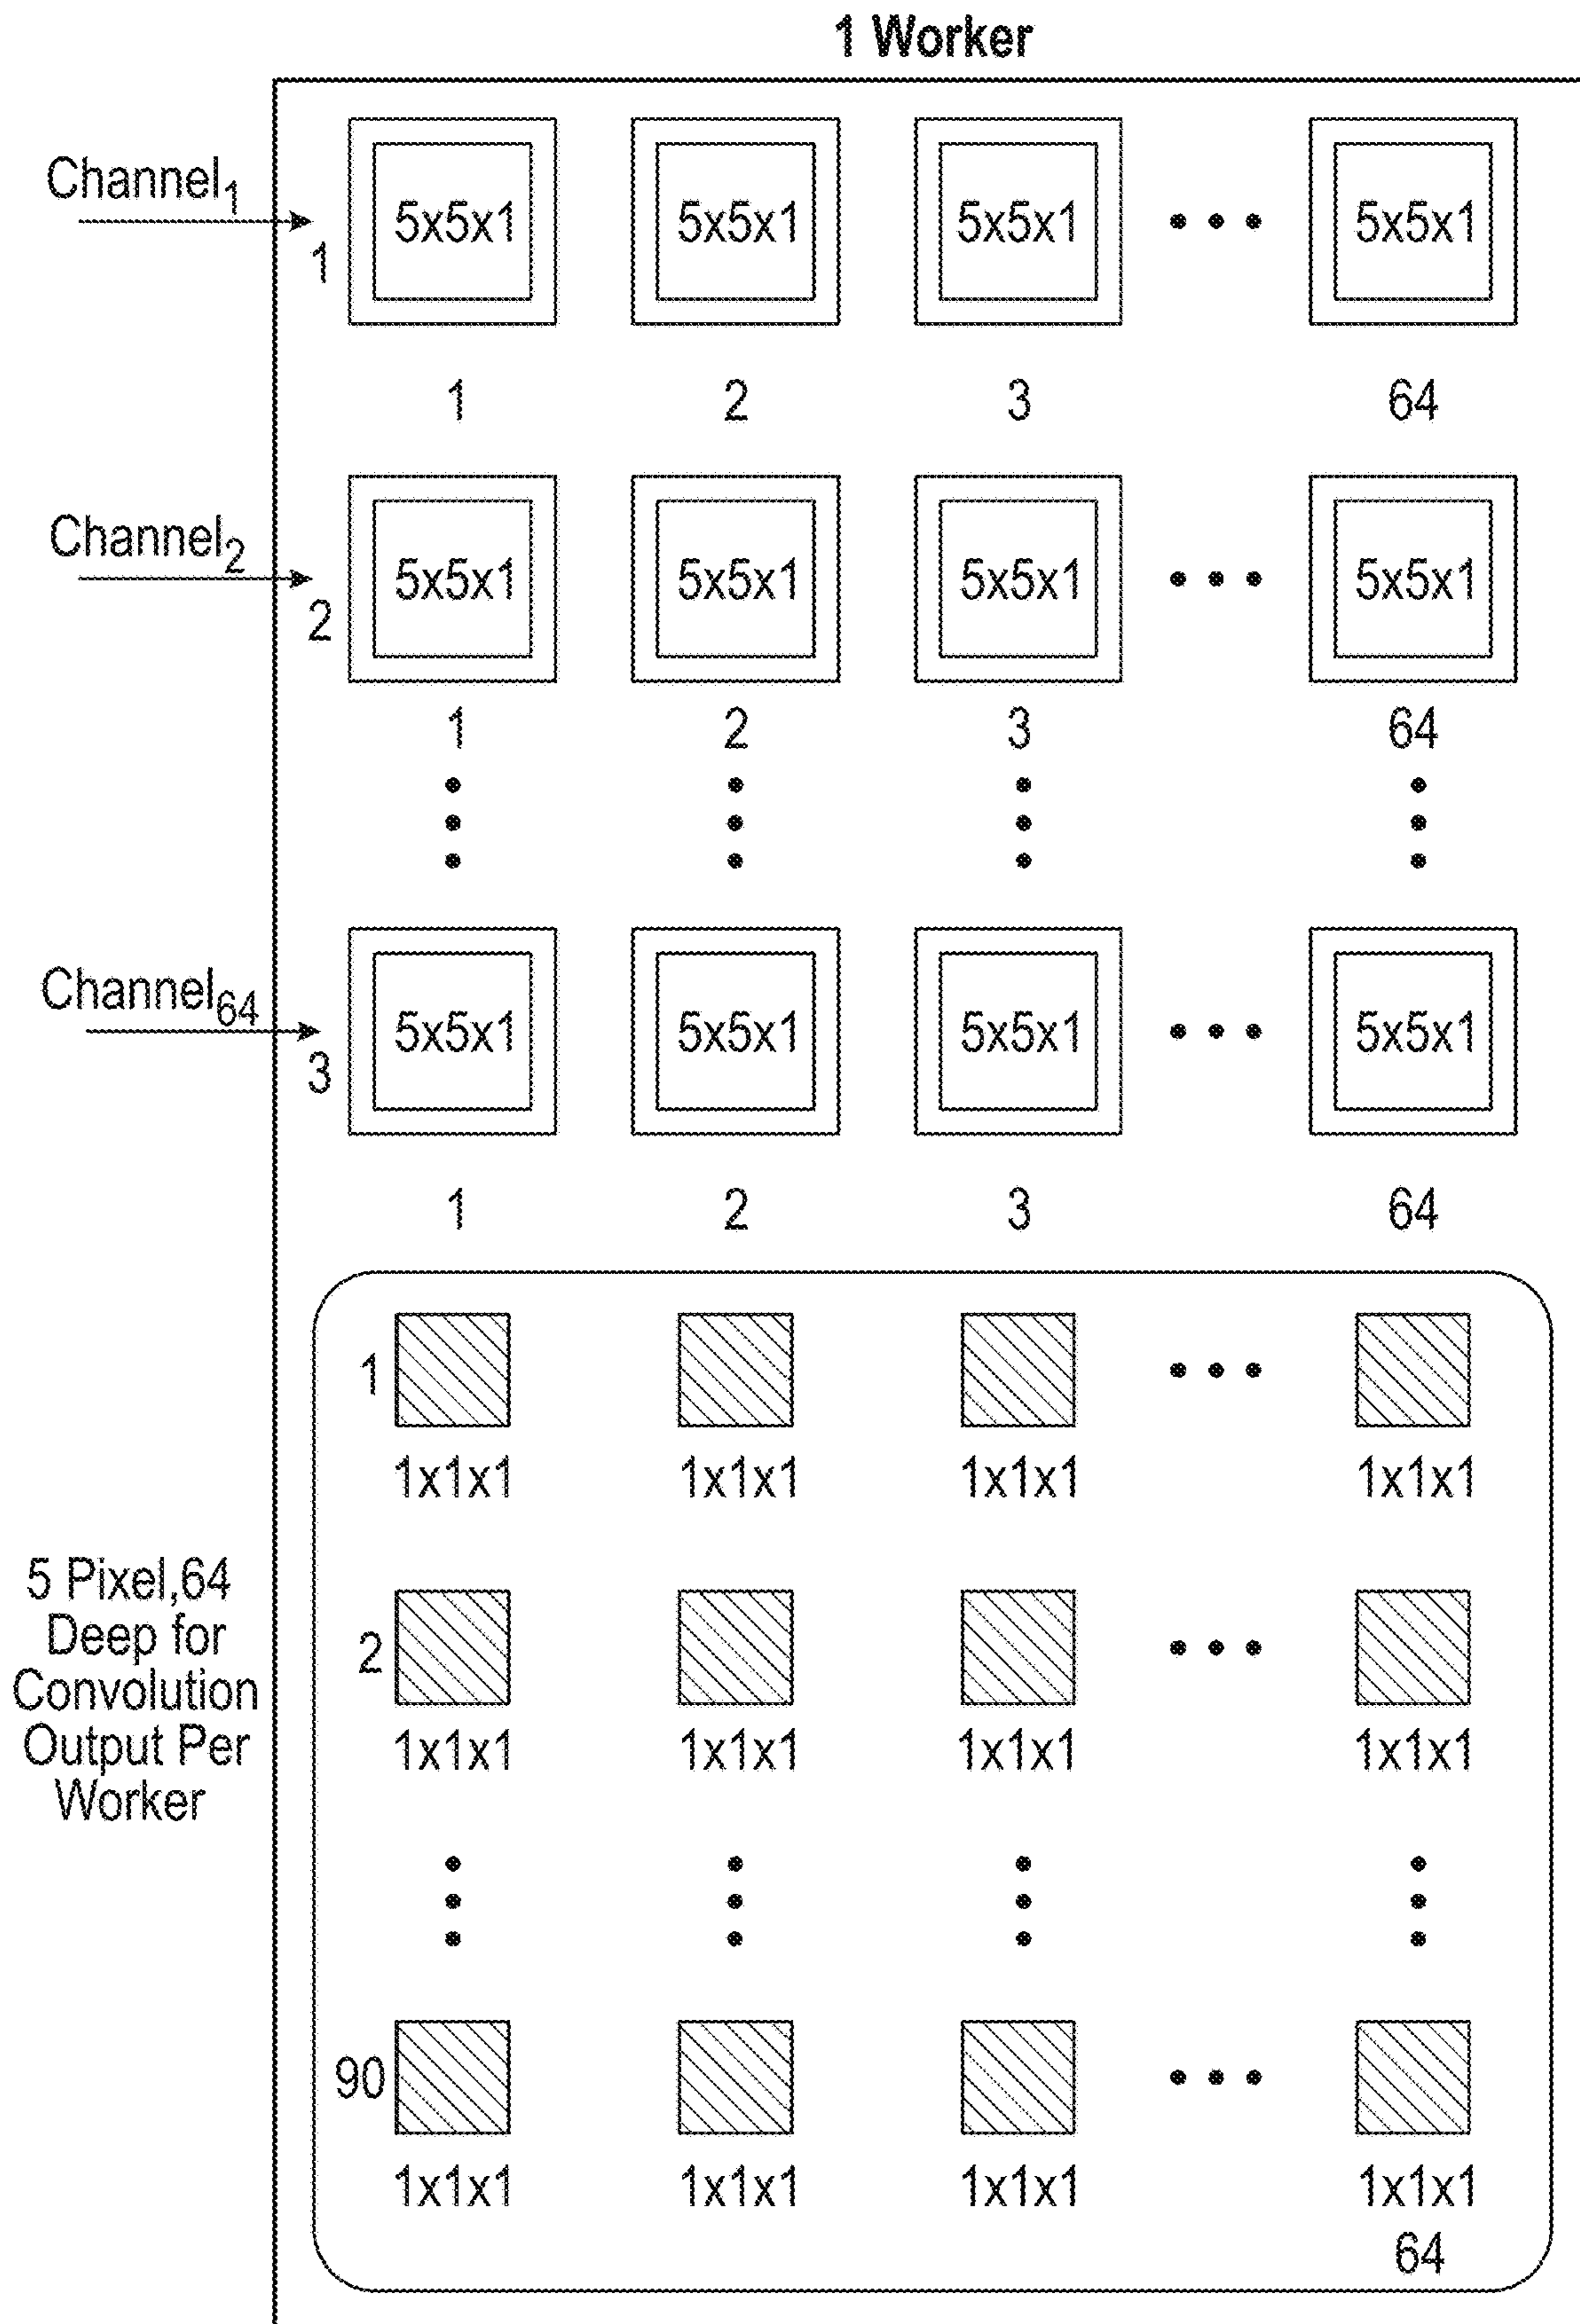 1 Worker
Channel1
1
5x5x1 5x5x1 5x5x1 ••• 5x5x1
1 2 3 64
Channel2
2
5x5x1 5x5x1 5x5x1 ••• 5x5x1
1 2 3 64
Channel64
3
5x5x1 5x5x1 5x5x1 ••• 5x5x1
1 2 3 64
5 Pixel,64
Deep for
Convolution
Output Per
Worker
1
1x1x1 1x1x1 1x1x1 1x1x1
2
1x1x1 1x1x1 1x1x1 1x1x1
90
1x1x1 1x1x1 1x1x1 1x1x1
64